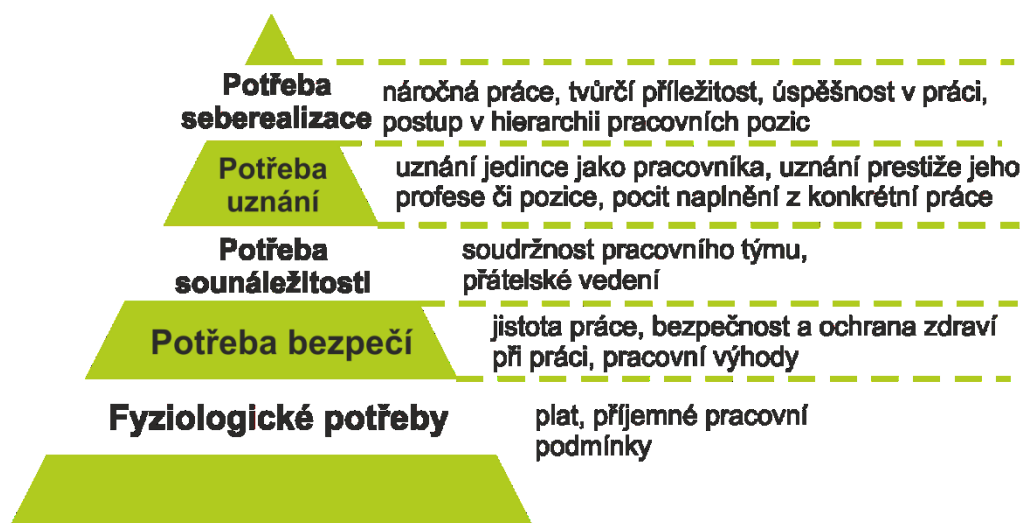 Potřeba
seberealizace
náročná práce, tvůrčí příležitost, úspěšnost v práci,
postup v hierarchii pracovních pozic
Potřeba
uznání
uznání jedince jako pracovníka, uznání prestiže jeho
profese či pozice, pocit naplnění z konkrétní práce
Potřeba
sounáležitosti
soudržnost pracovního týmu,
přátelské vedení
Potřeba bezpečí
jistota práce, bezpečnost a ochrana zdraví
při práci, pracovní výhody
Fyziologické potřeby
plat, příjemné pracovní
podmínky